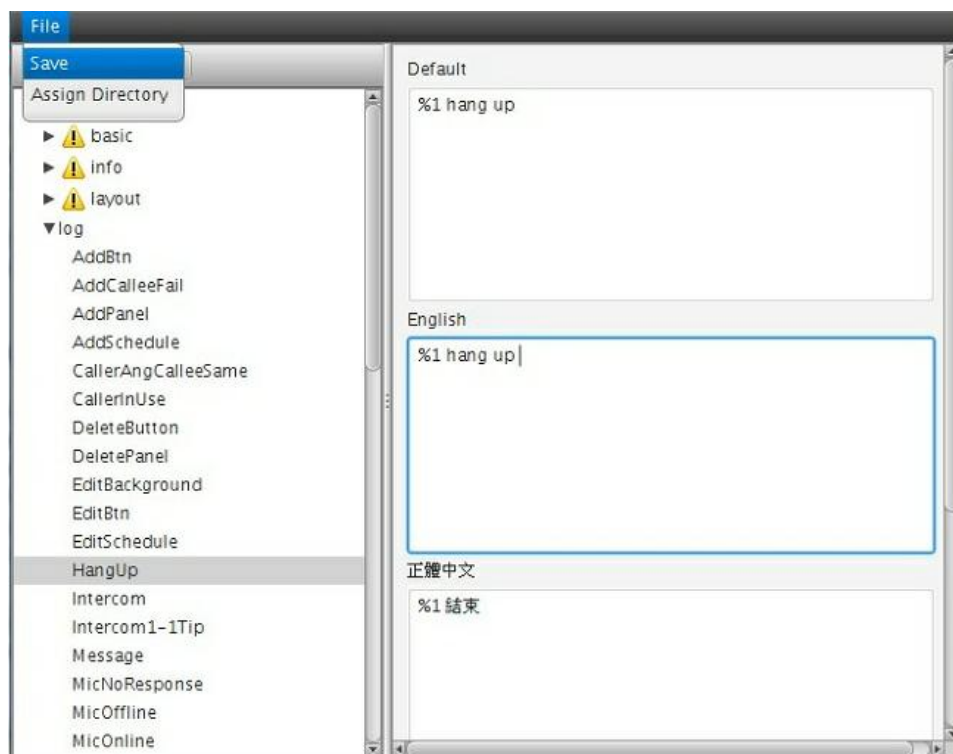 File
Save
Assign Directory
basic
info
layout
log
AddBtn
AddCalleeFail
AddPanel
AddSchedule
CallerAngCalleeSame
CallerInUse
DeleteButton
DeletePanel
EditBackground
EditBtn
EditSchedule
HangUp
Intercom
Intercom1-1Tip
Message
MicNoResponse
MicOffline
MicOnline
Default
%1 hang up
English
%1 hang up
正體中文
%1 結束